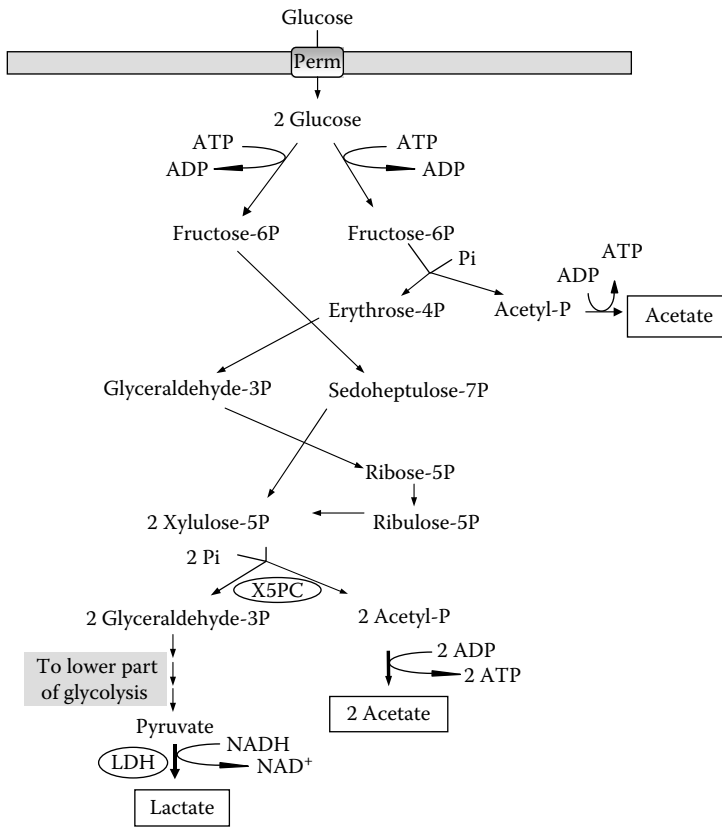 Glucose
Perm
2 Glucose
ATP
ADP
ATP
ADP
Fructose-6P
Fructose-6P
Pi
ADP
ATP
Erythrose-4P
Acetyl-P
Acetate
Glyceraldehyde-3P
Sedoheptulose-7P
Ribose-5P
2 Xylulose-5P
Ribulose-5P
2 Pi
X5PC
2 Glyceraldehyde-3P
2 Acetyl-P
To lower part
of glycolysis
2 ADP
2 ATP
2 Acetate
Pyruvate
LDH
NADH
NAD⁺
Lactate